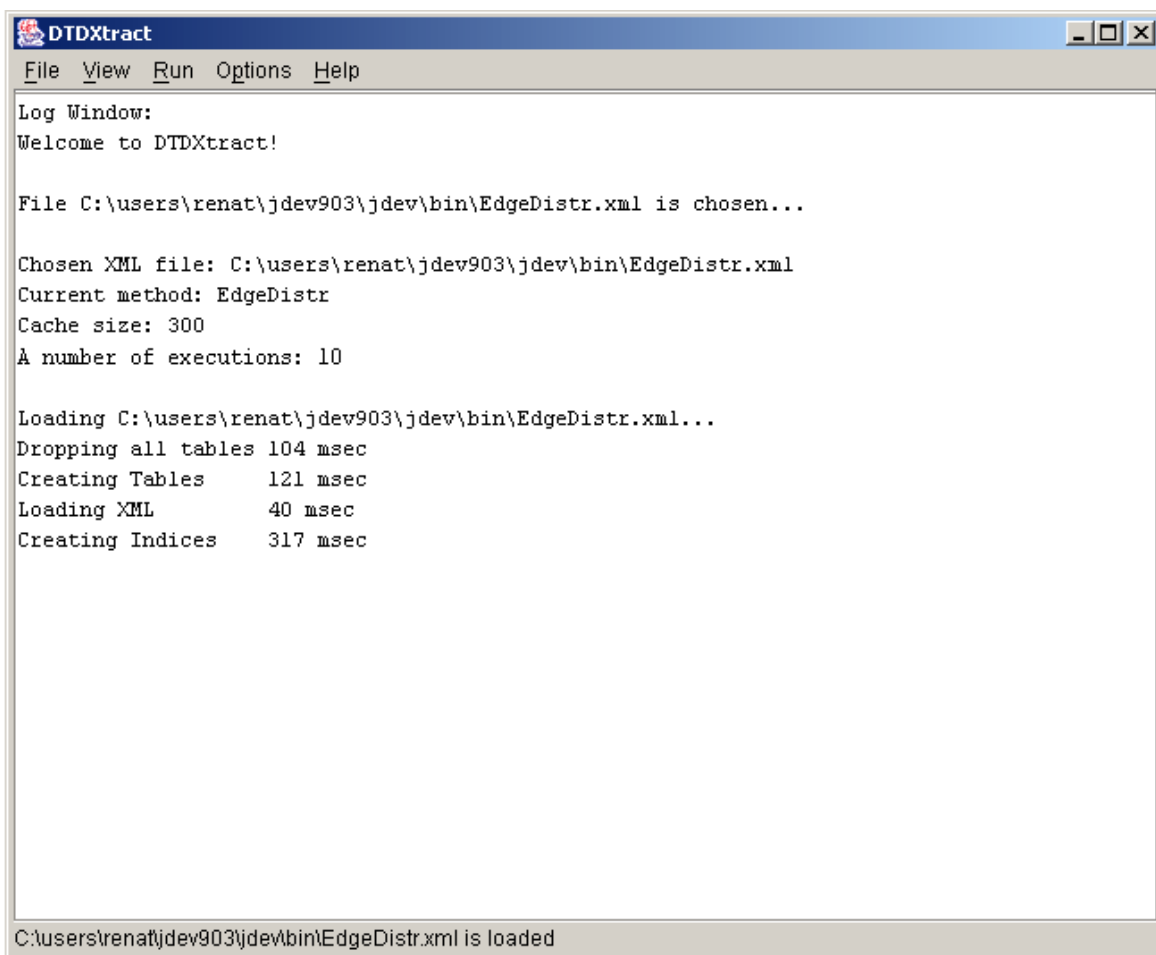 DTDXtract
File View Run Options Help
Log Window:
Welcome to DTDXtract!
File C:\users\renat\jdev903\jdev\bin\EdgeDistr.xml is chosen...
Chosen XML file: C:\users\renat\jdev903\jdev\bin\EdgeDistr.xml
Current method: EdgeDistr
Cache size: 300
A number of executions: 10
Loading C:\users\renat\jdev903\jdev\bin\EdgeDistr.xml...
Dropping all tables 104 msec
Creating Tables 121 msec
Loading XML 40 msec
Creating Indices 317 msec
C:\users\renat\jdev903\jdev\bin\EdgeDistr.xml is loaded